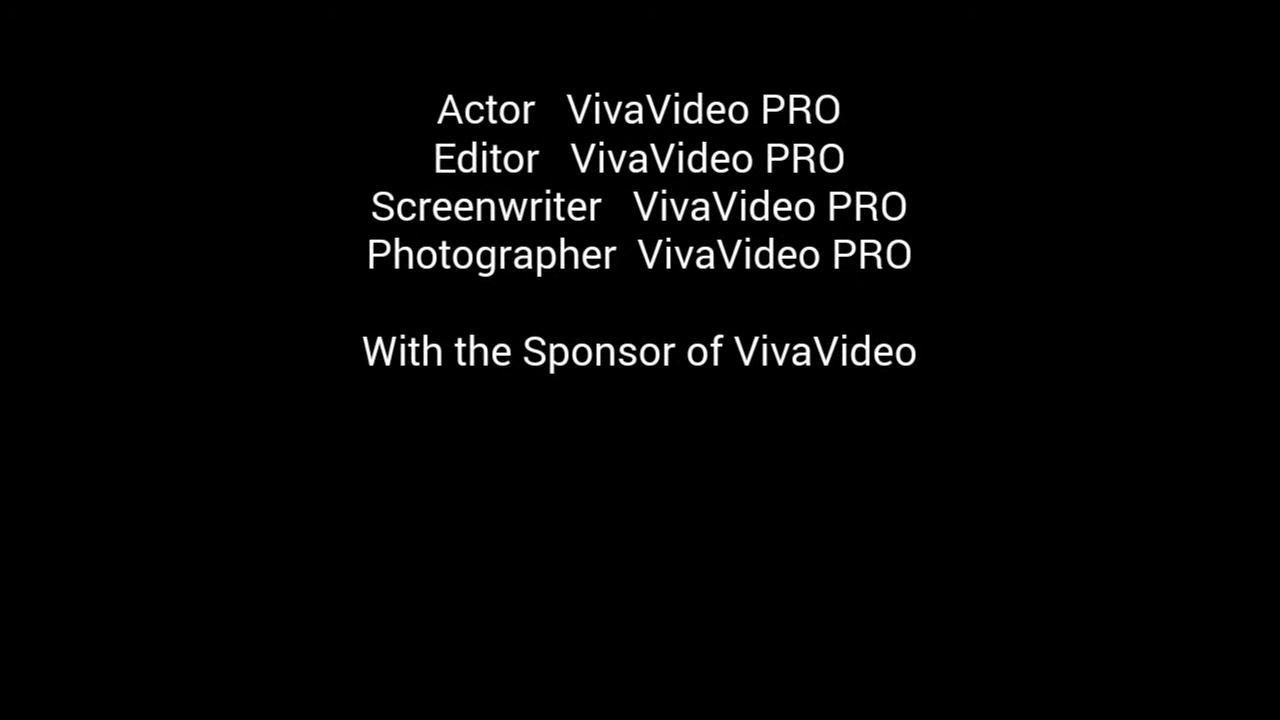 Actor   VivaVideo PRO
Editor   VivaVideo PRO
Screenwriter   VivaVideo PRO
Photographer  VivaVideo PRO
With the Sponsor of VivaVideo